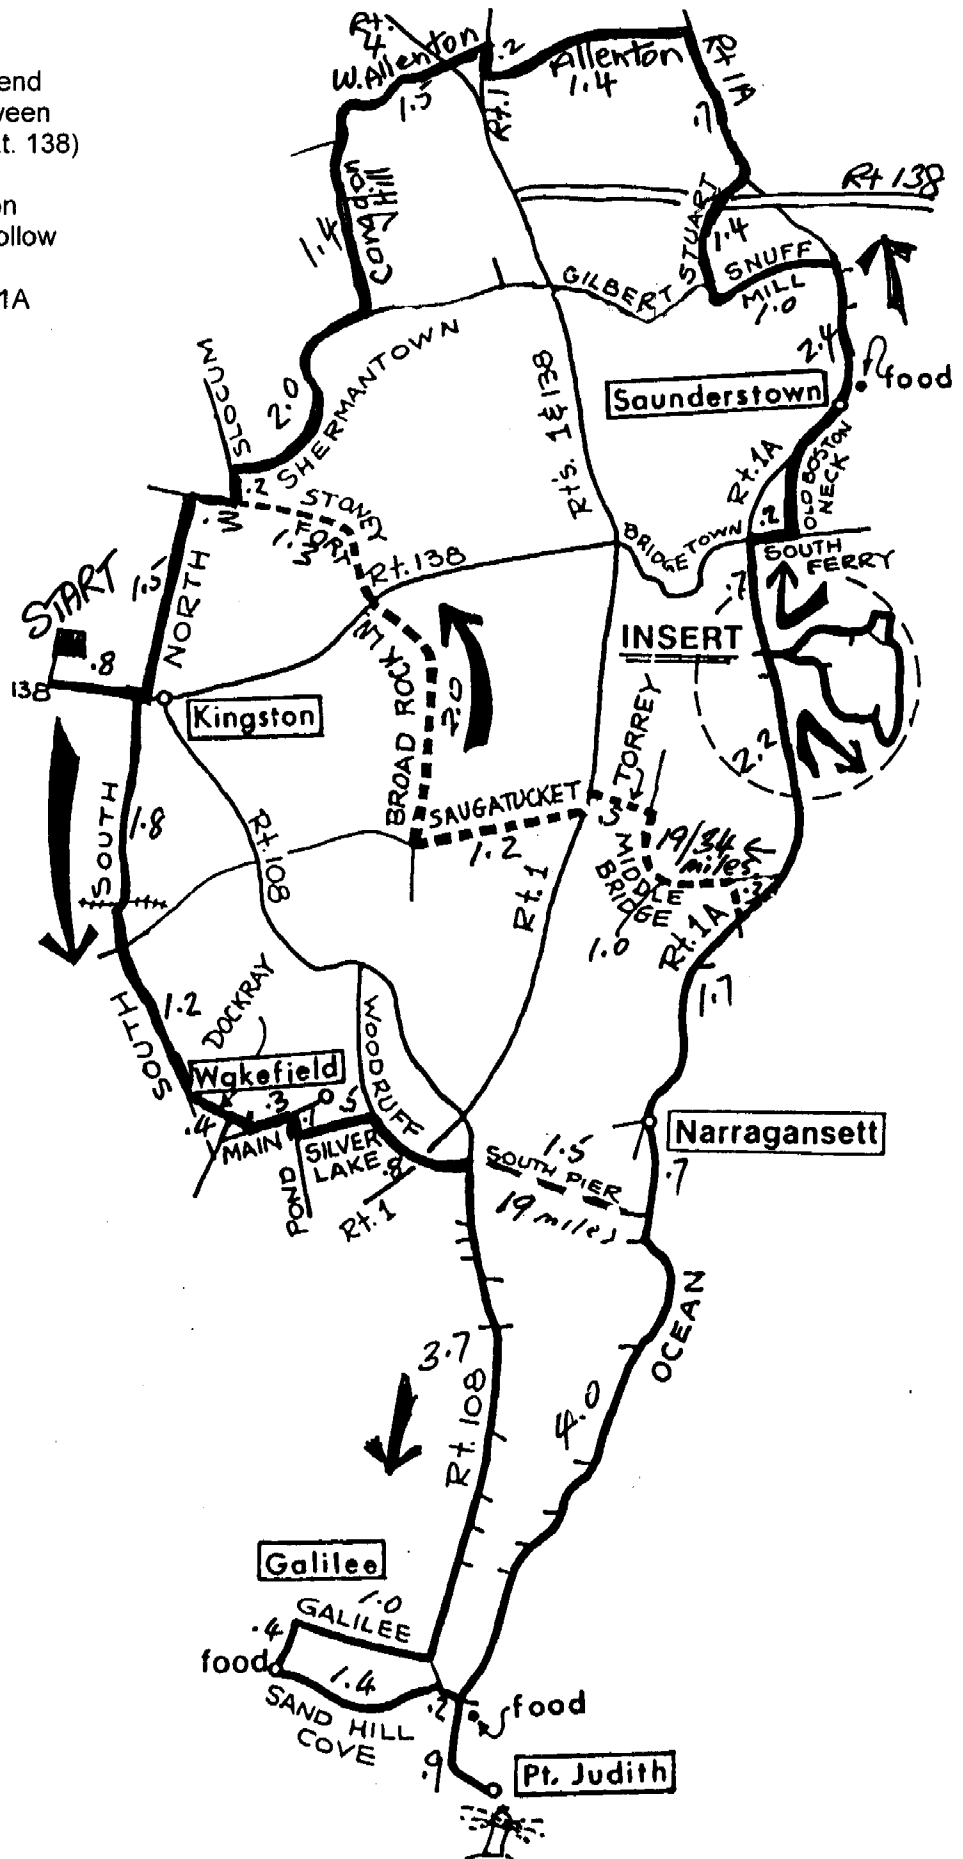 end
ween
t. 138)
on
ollow
1A
Rt. 4
W. Allenton
1.5
.2
Allenton
1.4
Rt 1A
.7
Rt.1
Rt 138
Congdon Hill
1.4
STUART
1.4
SNUFF MILL
1.0
GILBERT
2.4
food
Saunderstown
SLOCUM
2.0
SHERMANTOWN
Rt's. 1&138
Rt.1A
OLD BOSTON NECK
.2
.2
STONEY FORT
W.
1.3
NORTH
1.5
Rt.138
BRIDGETOWN
SOUTH FERRY
.7
START
.8
138
Kingston
INSERT
BROAD ROCK
LN
2.0
TORREY
2.2
SOUTH
1.8
Rt.108
SAUGATUCKET
1.2
.5
MIDDLE BRIDGE
1.0
19/34 miles
.3
Rt.1
Rt.1A
1.7
SOUTH
1.2
DOCKRAY
Wakefield
.4
.3
MAIN
.1
.5
SILVER LAKE
POND
WOODRUFF
.8
Rt.1
Narragansett
1.5
SOUTH PIER
19 miles
.7
OCEAN
3.7
Rt. 108
4.0
Galilee
1.0
GALILEE
.4
food
1.4
SAND HILL COVE
.2
food
.9
Pt. Judith